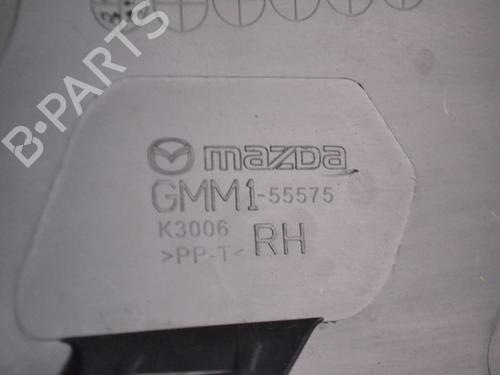 B-PARTS
mazda
GMM1-55575
K3006
>PP-T< RH